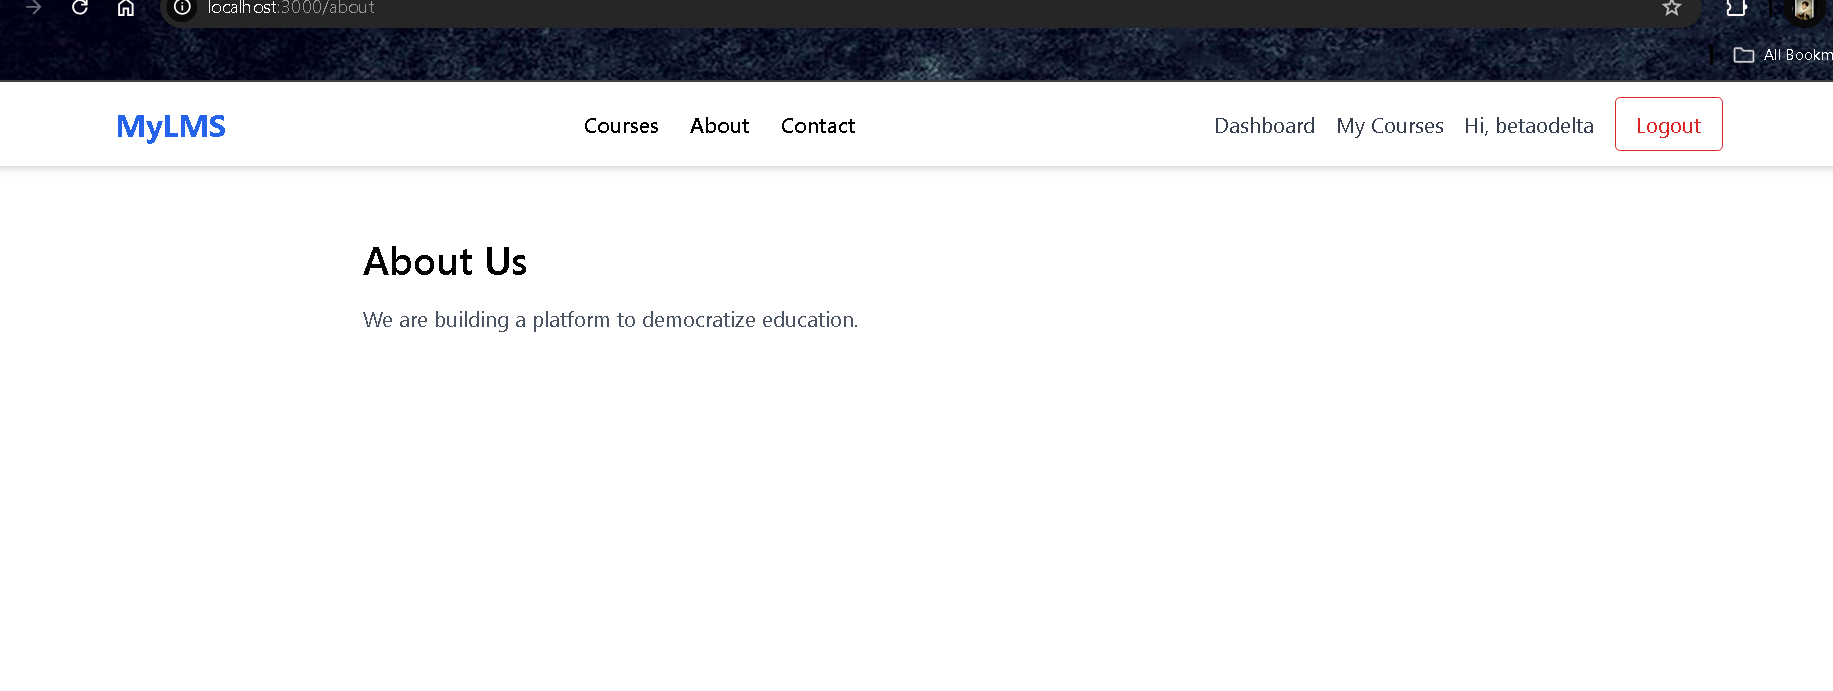 localhost:3000/about
All Bookm
MyLMS Courses About Contact Dashboard My Courses Hi, betaodelta Logout
About Us
We are building a platform to democratize education.